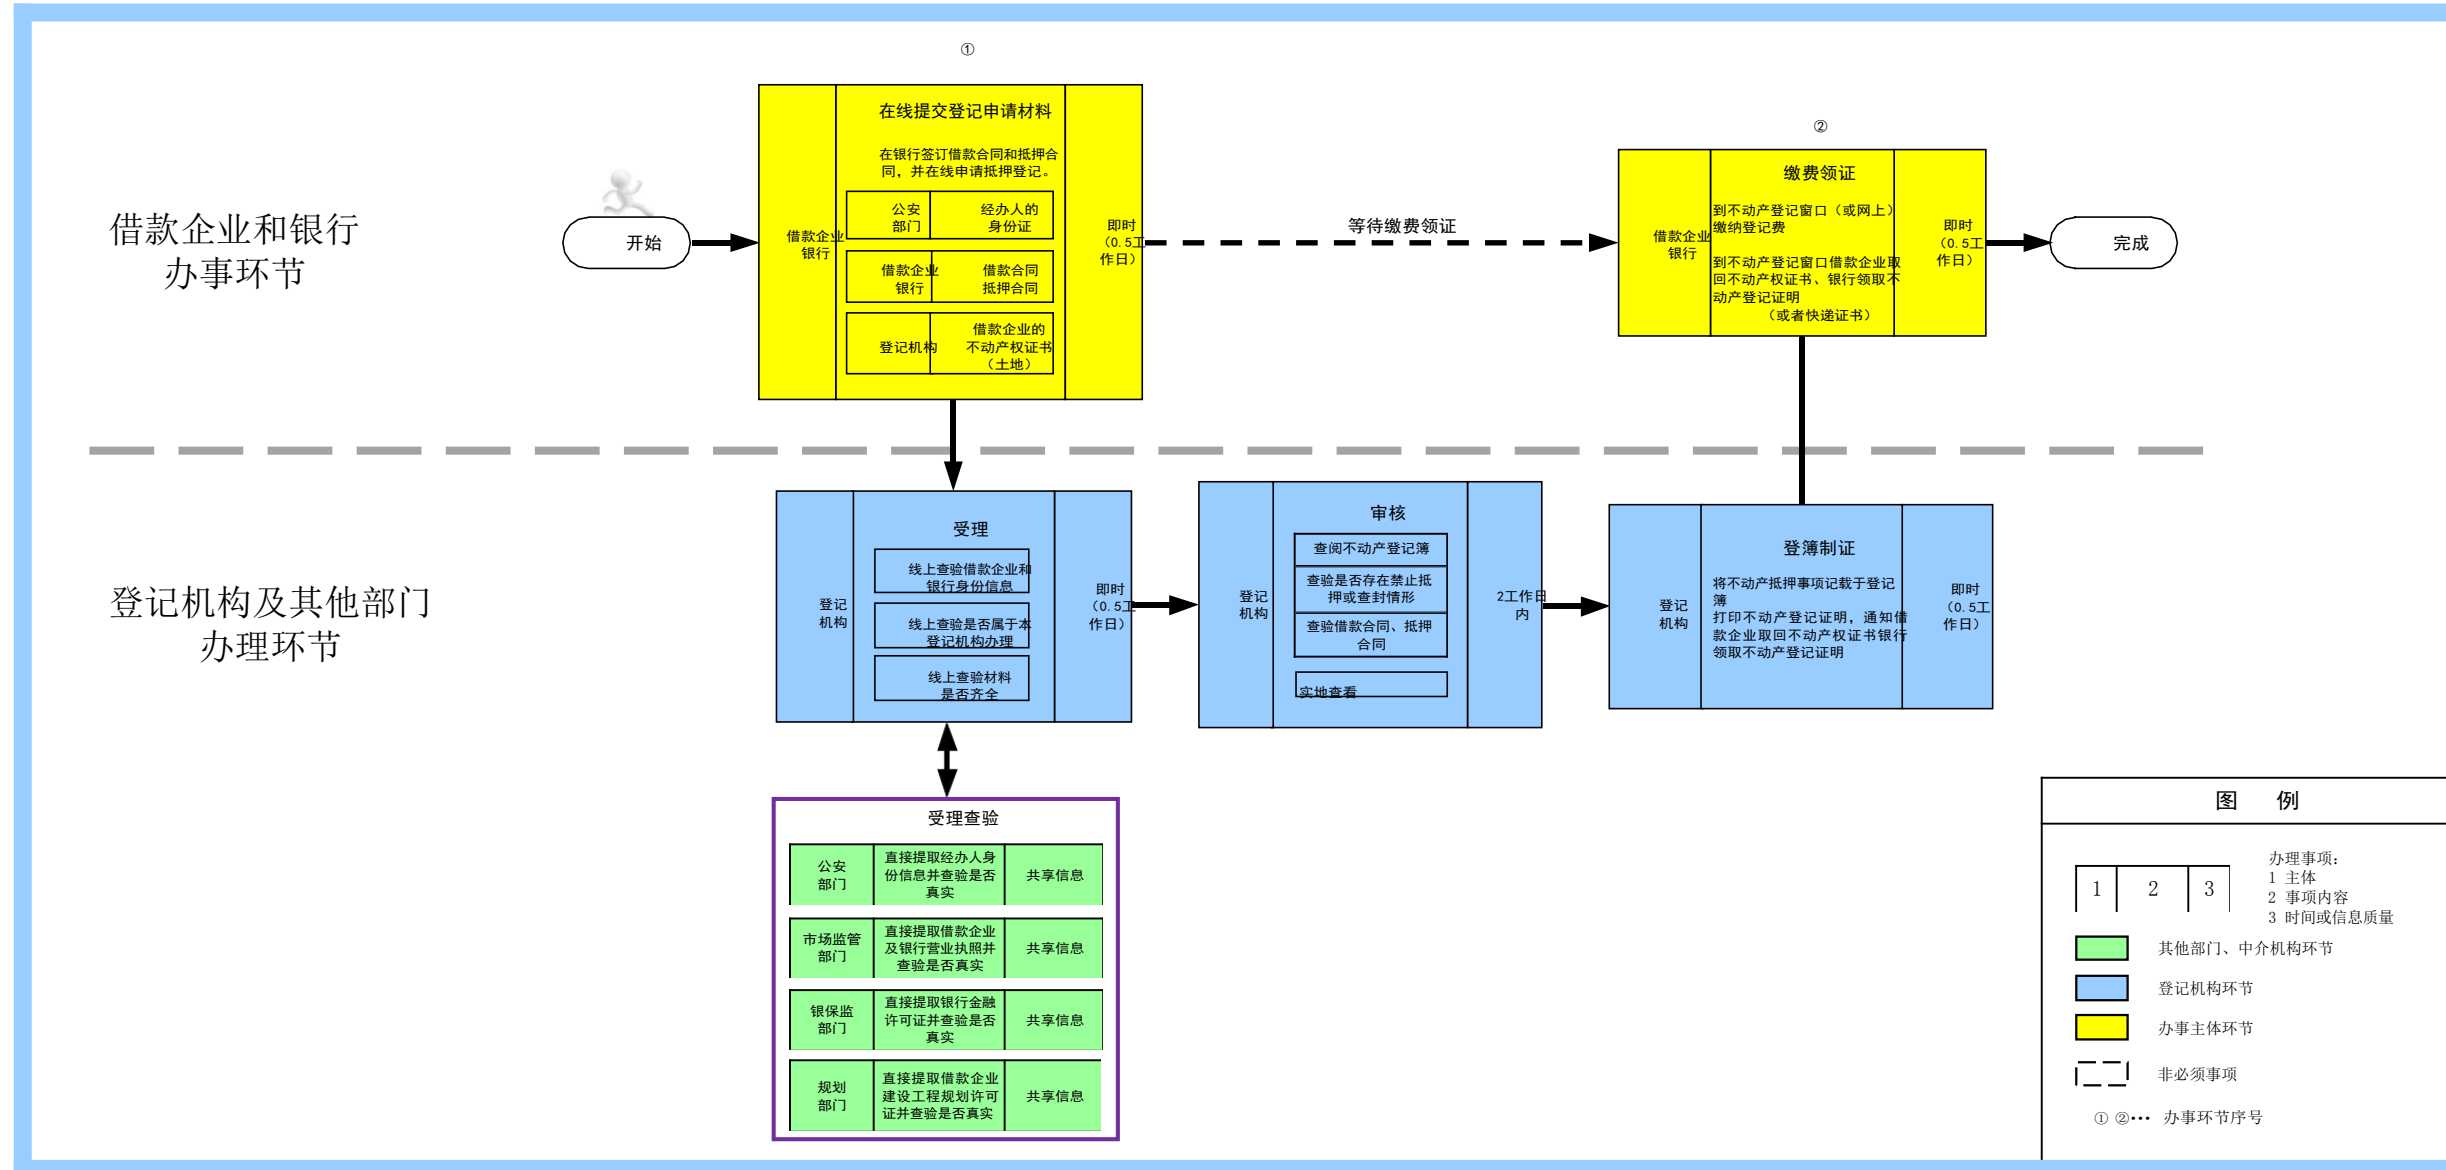 ①
在线提交登记申请材料
在银行签订借款合同和抵押合
同，并在线申请抵押登记。
公安
部门
经办人的
身份证
借款企业
银行
借款企业
银行
借款合同
抵押合同
登记机构
借款企业的
不动产权证书
（土地）
即时
（0.5工
作日）
借款企业和银行
办事环节
开始
等待缴费领证
②
缴费领证
借款企业
银行
到不动产登记窗口（或网上）
缴纳登记费
到不动产登记窗口借款企业取
回不动产权证书、银行领取不
动产登记证明
（或者快递证书）
即时
（0.5工
作日）
完成
登记机构及其他部门
办理环节
受理
登记
机构
线上查验借款企业和
银行身份信息
线上查验是否属于本
登记机构办理
线上查验材料
是否齐全
即时
（0.5工
作日）
审核
登记
机构
查阅不动产登记簿
查验是否存在禁止抵
押或查封情形
查验借款合同、抵押
合同
实地查看
2工作日
内
登簿制证
登记
机构
将不动产抵押事项记载于登记
簿
打印不动产登记证明，通知借
款企业取回不动产权证书银行
领取不动产登记证明
即时
（0.5工
作日）
受理查验
公安
部门
直接提取经办人身
份信息并查验是否
真实
共享信息
市场监管
部门
直接提取借款企业
及银行营业执照并
查验是否真实
共享信息
银保监
部门
直接提取银行金融
许可证并查验是否
真实
共享信息
规划
部门
直接提取借款企业
建设工程规划许可
证并查验是否真实
共享信息
图 例
1 2 3
办理事项：
1 主体
2 事项内容
3 时间或信息质量
其他部门、中介机构环节
登记机构环节
办事主体环节
非必须事项
① ②… 办事环节序号